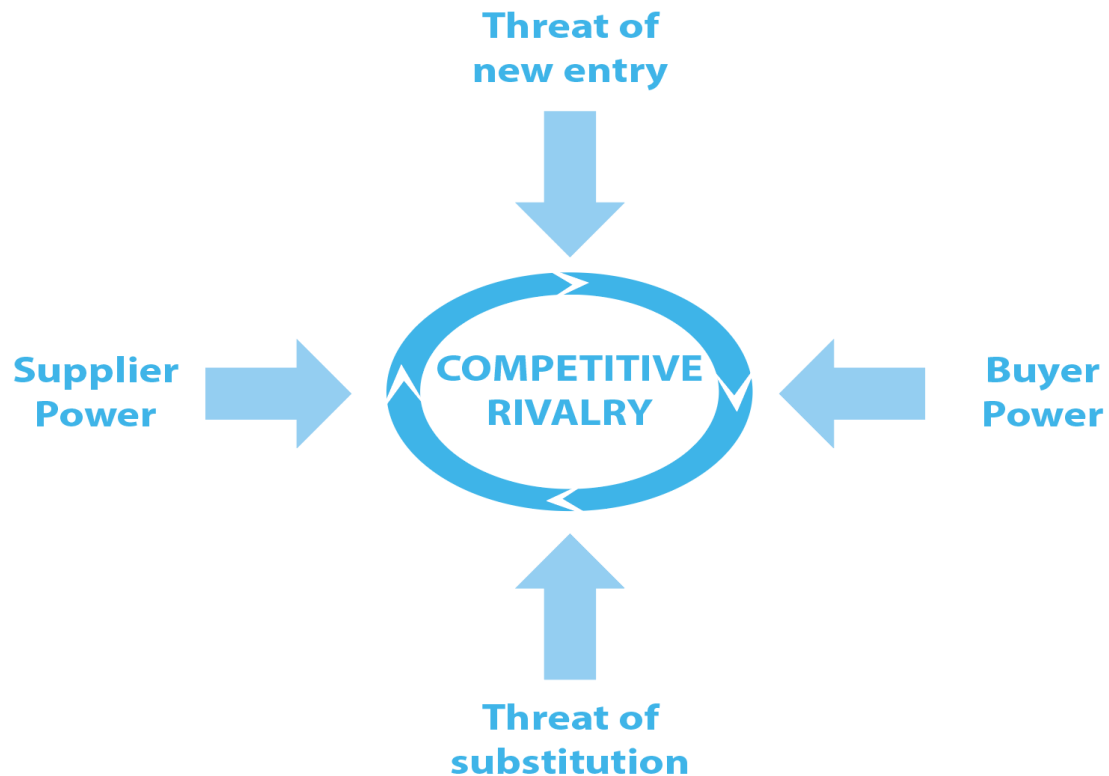 Threat of
new entry
Supplier
Power
COMPETITIVE
RIVALRY
Buyer
Power
Threat of
substitution